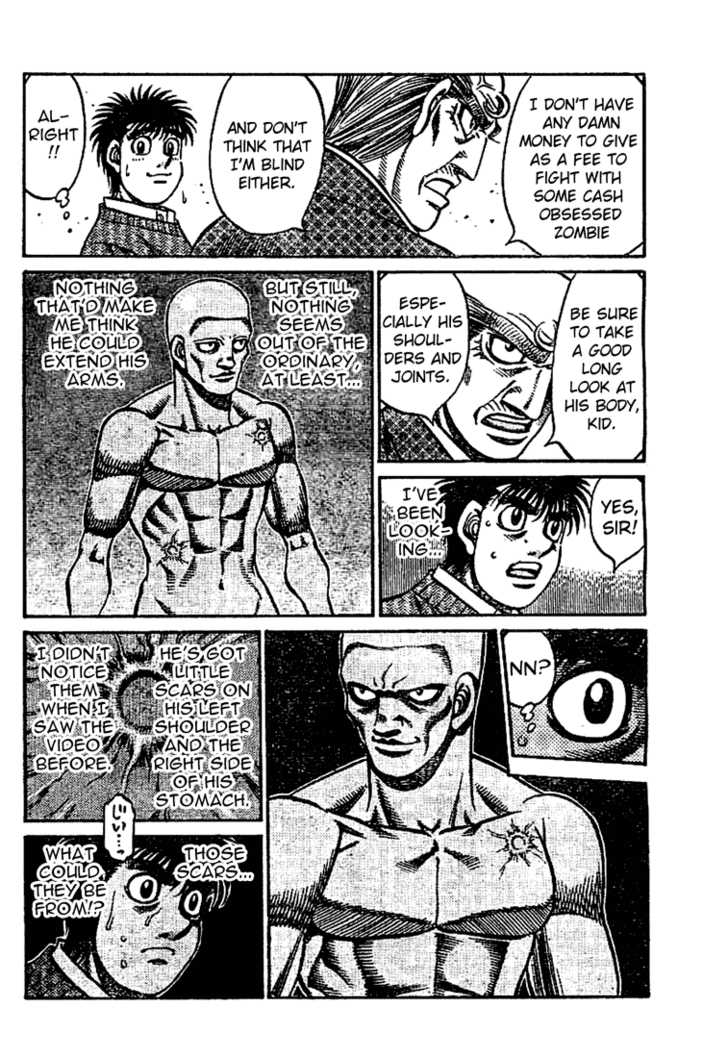 I DON'T HAVE
ANY DAMN
MONEY TO GIVE
AS A FEE TO
FIGHT WITH
SOME CASH
OBSESSED
ZOMBIE
AND DON'T
THINK THAT
I'M BLIND
EITHER.
AL-
RIGHT
!!
BE SURE
TO TAKE
A GOOD
LONG
LOOK AT
HIS BODY,
KID.
ESPE-
CIALLY HIS
SHOUL-
DERS AND
JOINTS.
YES,
SIR!
I'VE
BEEN
LOOK-
ING...
BUT STILL,
NOTHING
SEEMS
OUT OF THE
ORDINARY,
AT LEAST...
NOTHING
THAT'D MAKE
ME THINK
HE COULD
EXTEND HIS
ARMS.
NN?
HE'S GOT
LITTLE
SCARS ON
HIS LEFT
SHOULDER
AND THE
RIGHT SIDE
OF HIS
STOMACH.
I DIDN'T
NOTICE
THEM
WHEN I
SAW THE
VIDEO
BEFORE.
じい…
THOSE
SCARS...
WHAT
COULD
THEY BE
FROM!?